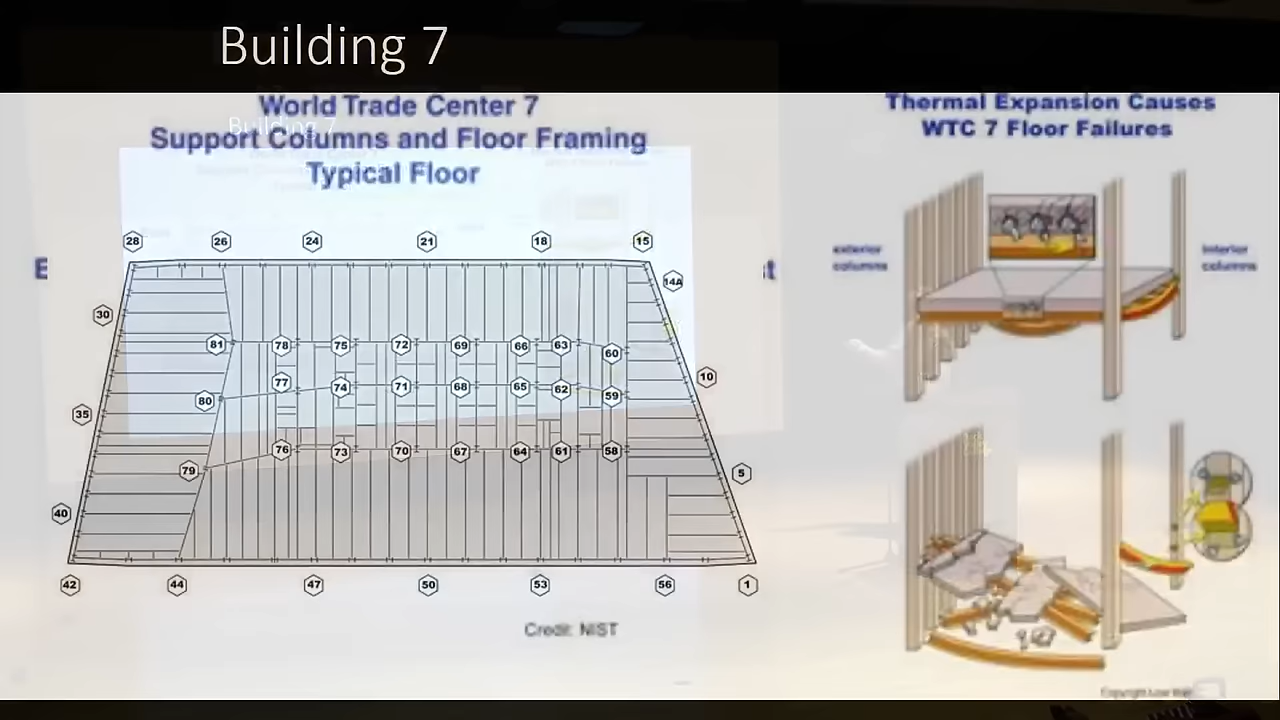 Building 7
World Trade Center 7
Support Columns and Floor Framing
Typical Floor
Building 7
28 26 24 21 18 15
14A
30
81 78 75 72 69 66 63 60
77 74 71 68 65 62 59
10
80
35
79 76 73 70 67 64 61 58
5
40
42 44 47 50 53 56 1
Credit: NIST
Thermal Expansion Causes
WTC 7 Floor Failures
exterior
columns
interior
columns
Copyright